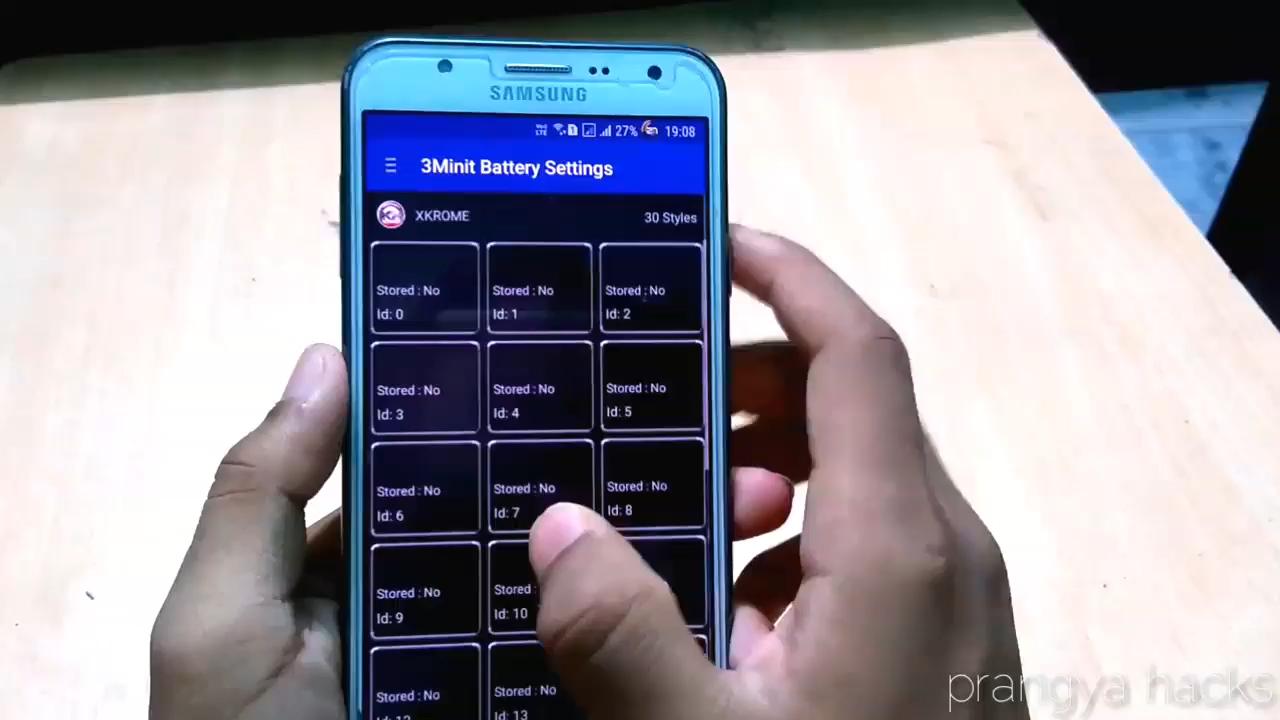 SAMSUNG
VoLTE 1 27% 19:08
3Minit Battery Settings
XKROME 30 Styles
Stored : No Stored : No Stored : No
Id: 0 Id: 1 Id: 2
Stored : No Stored : No Stored : No
Id: 3 Id: 4 Id: 5
Stored : No Stored : No Stored : No
Id: 6 Id: 7 Id: 8
Stored : No Stored :
Id: 9 Id: 10
Stored : No Stored : No
Id: 13
prangya hacks